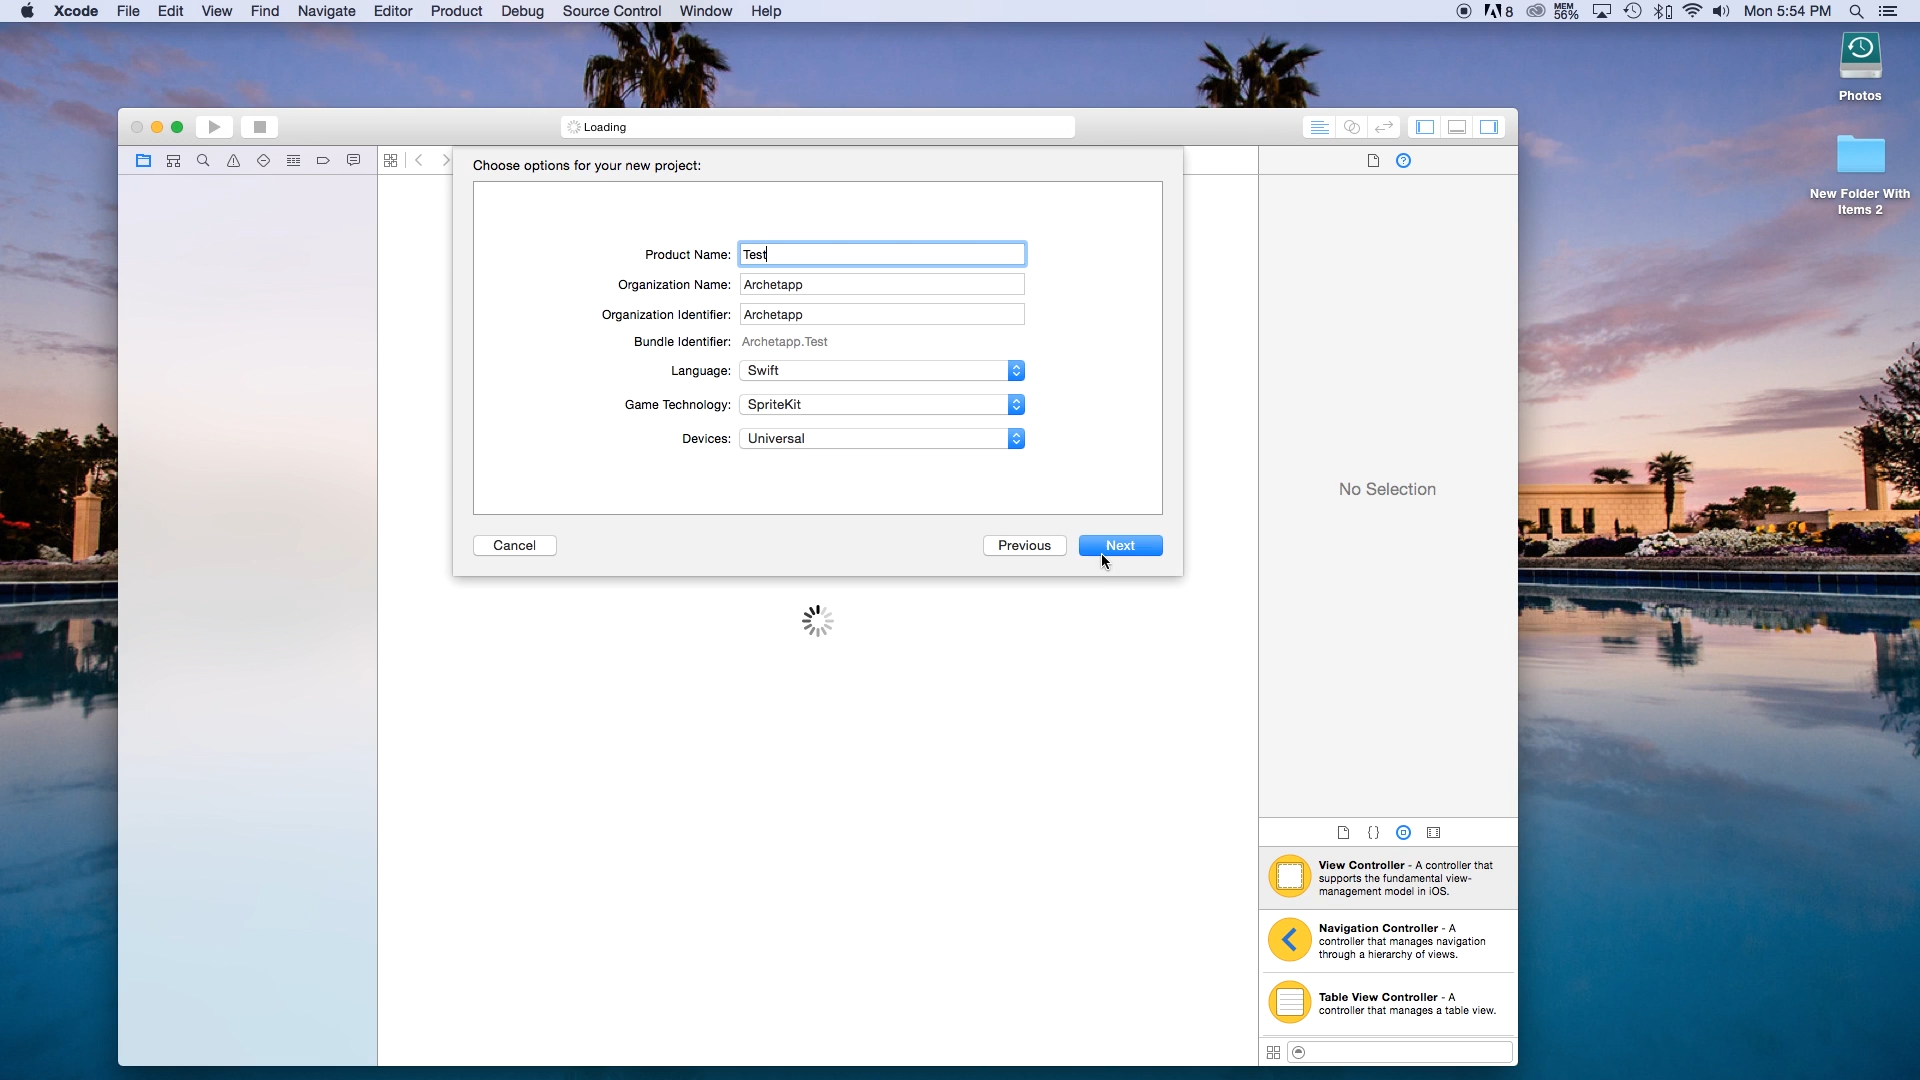 Xcode File Edit View Find Navigate Editor Product Debug Source Control Window Help
8 MEM 56% Mon 5:54 PM
Photos
New Folder With
Items 2
Loading
Choose options for your new project:
Product Name: Test
Organization Name: Archetapp
Organization Identifier: Archetapp
Bundle Identifier: Archetapp.Test
Language: Swift
Game Technology: SpriteKit
Devices: Universal
Cancel Previous Next
No Selection
{}
View Controller - A controller that
supports the fundamental view-
management model in iOS.
Navigation Controller - A
controller that manages navigation
through a hierarchy of views.
Table View Controller - A
controller that manages a table view.